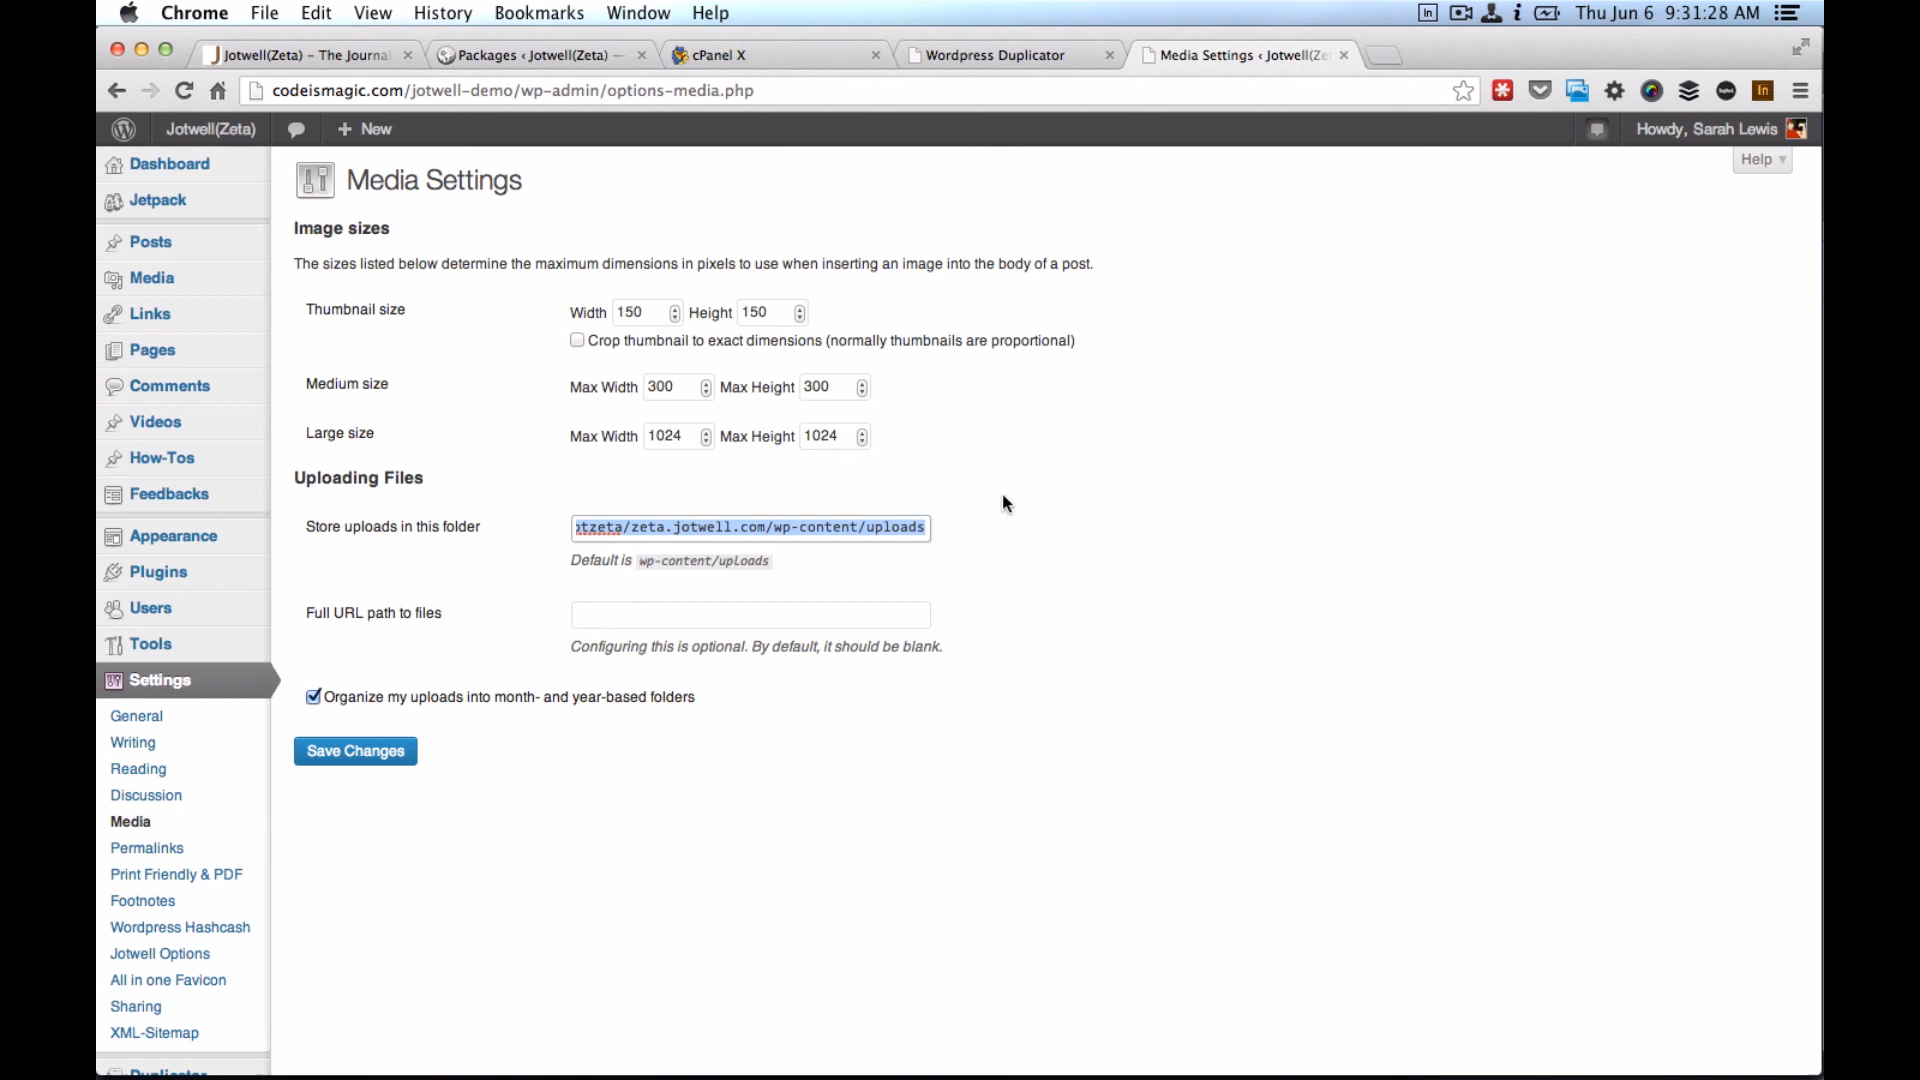 Chrome File Edit View History Bookmarks Window Help In Thu Jun 6 9:31:28 AM
Jotwell(Zeta) – The Journal Packages ‹ Jotwell(Zeta) — cPanel X Wordpress Duplicator Media Settings ‹ Jotwell(Ze
codeismagic.com/jotwell-demo/wp-admin/options-media.php In
Jotwell(Zeta) + New Howdy, Sarah Lewis
Help
Dashboard
Jetpack
Posts
Media
Links
Pages
Comments
Videos
How-Tos
Feedbacks
Appearance
Plugins
Users
Tools
Settings
General
Writing
Reading
Discussion
Media
Permalinks
Print Friendly & PDF
Footnotes
Wordpress Hashcash
Jotwell Options
All in one Favicon
Sharing
XML-Sitemap
Duplicator
Media Settings
Image sizes
The sizes listed below determine the maximum dimensions in pixels to use when inserting an image into the body of a post.
Thumbnail size Width 150 Height 150
Crop thumbnail to exact dimensions (normally thumbnails are proportional)
Medium size Max Width 300 Max Height 300
Large size Max Width 1024 Max Height 1024
Uploading Files
Store uploads in this folder otzeta/zeta.jotwell.com/wp-content/uploads
Default is wp-content/uploads
Full URL path to files
Configuring this is optional. By default, it should be blank.
Organize my uploads into month- and year-based folders
Save Changes